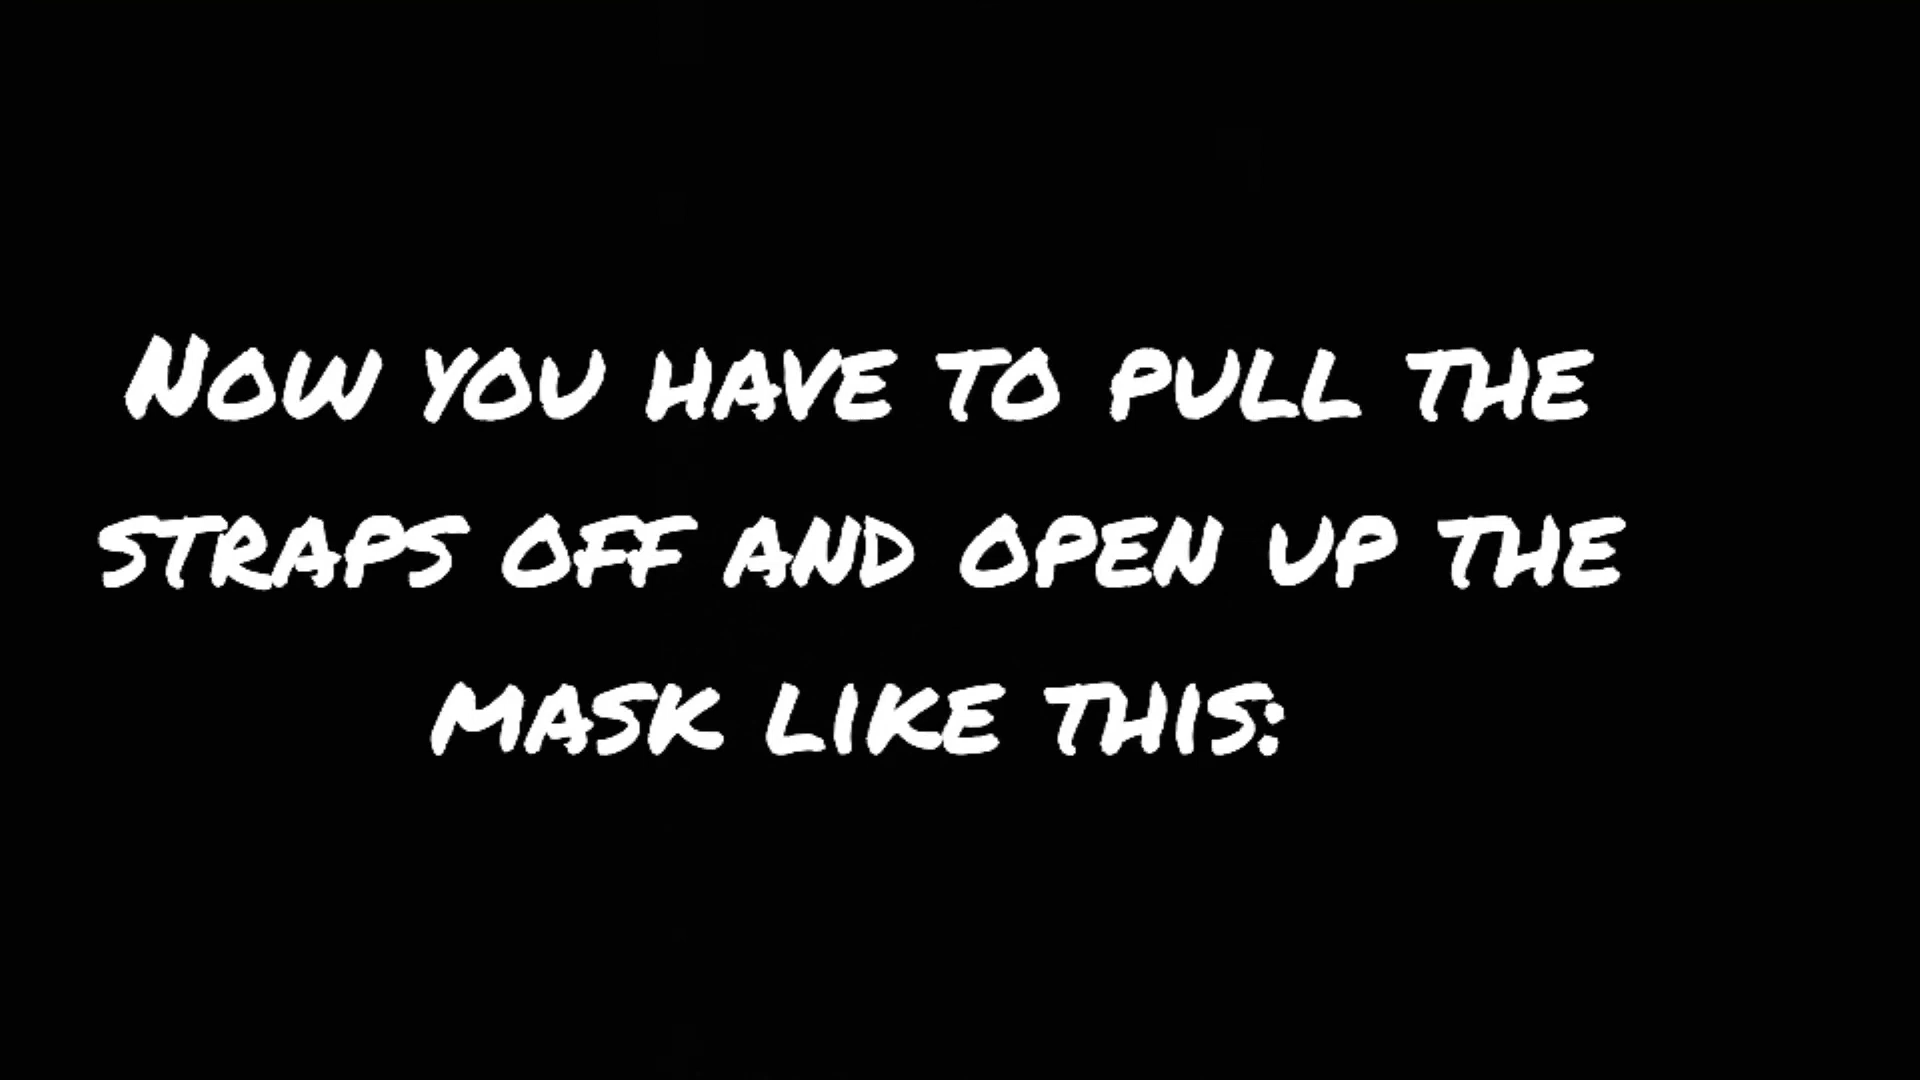 Now you have to pull the
straps off and open up the
mask like this: